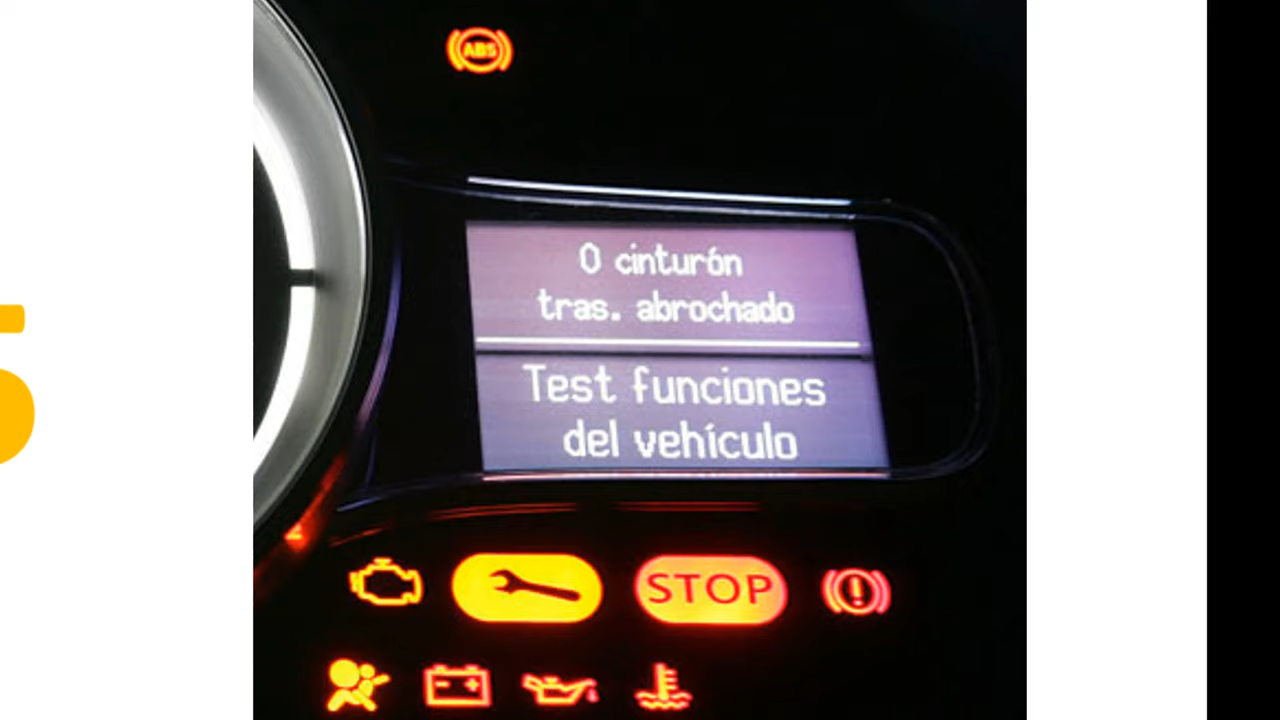 ABS
0 cinturón
tras. abrochado
Test funciones
del vehículo
STOP